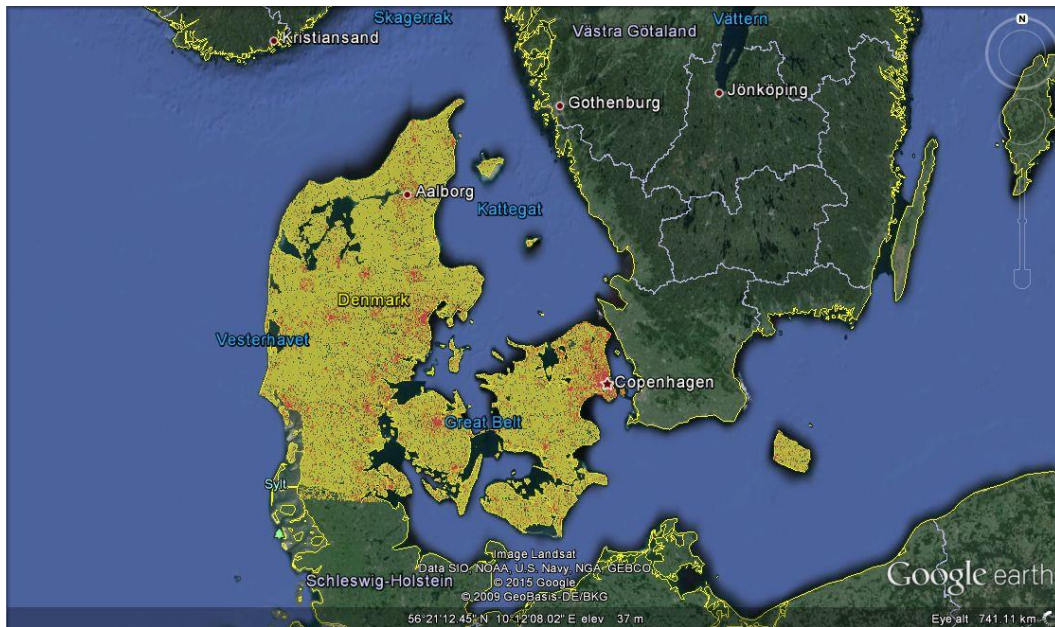 Skagerrak
Vättern
Kristiansand
Västra Götaland
Jönköping
Gothenburg
Aalborg
Kattegat
Denmark
Vesterhavet
Copenhagen
Great Belt
Sylt
Schleswig-Holstein
Image Landsat
Data SIO, NOAA, U.S. Navy, NGA, GEBCO
© 2015 Google
© 2009 GeoBasis-DE/BKG
Google earth
N
56°21'12.45" N 10°12'08.02" E elev 37 m
Eye alt 741.11 km